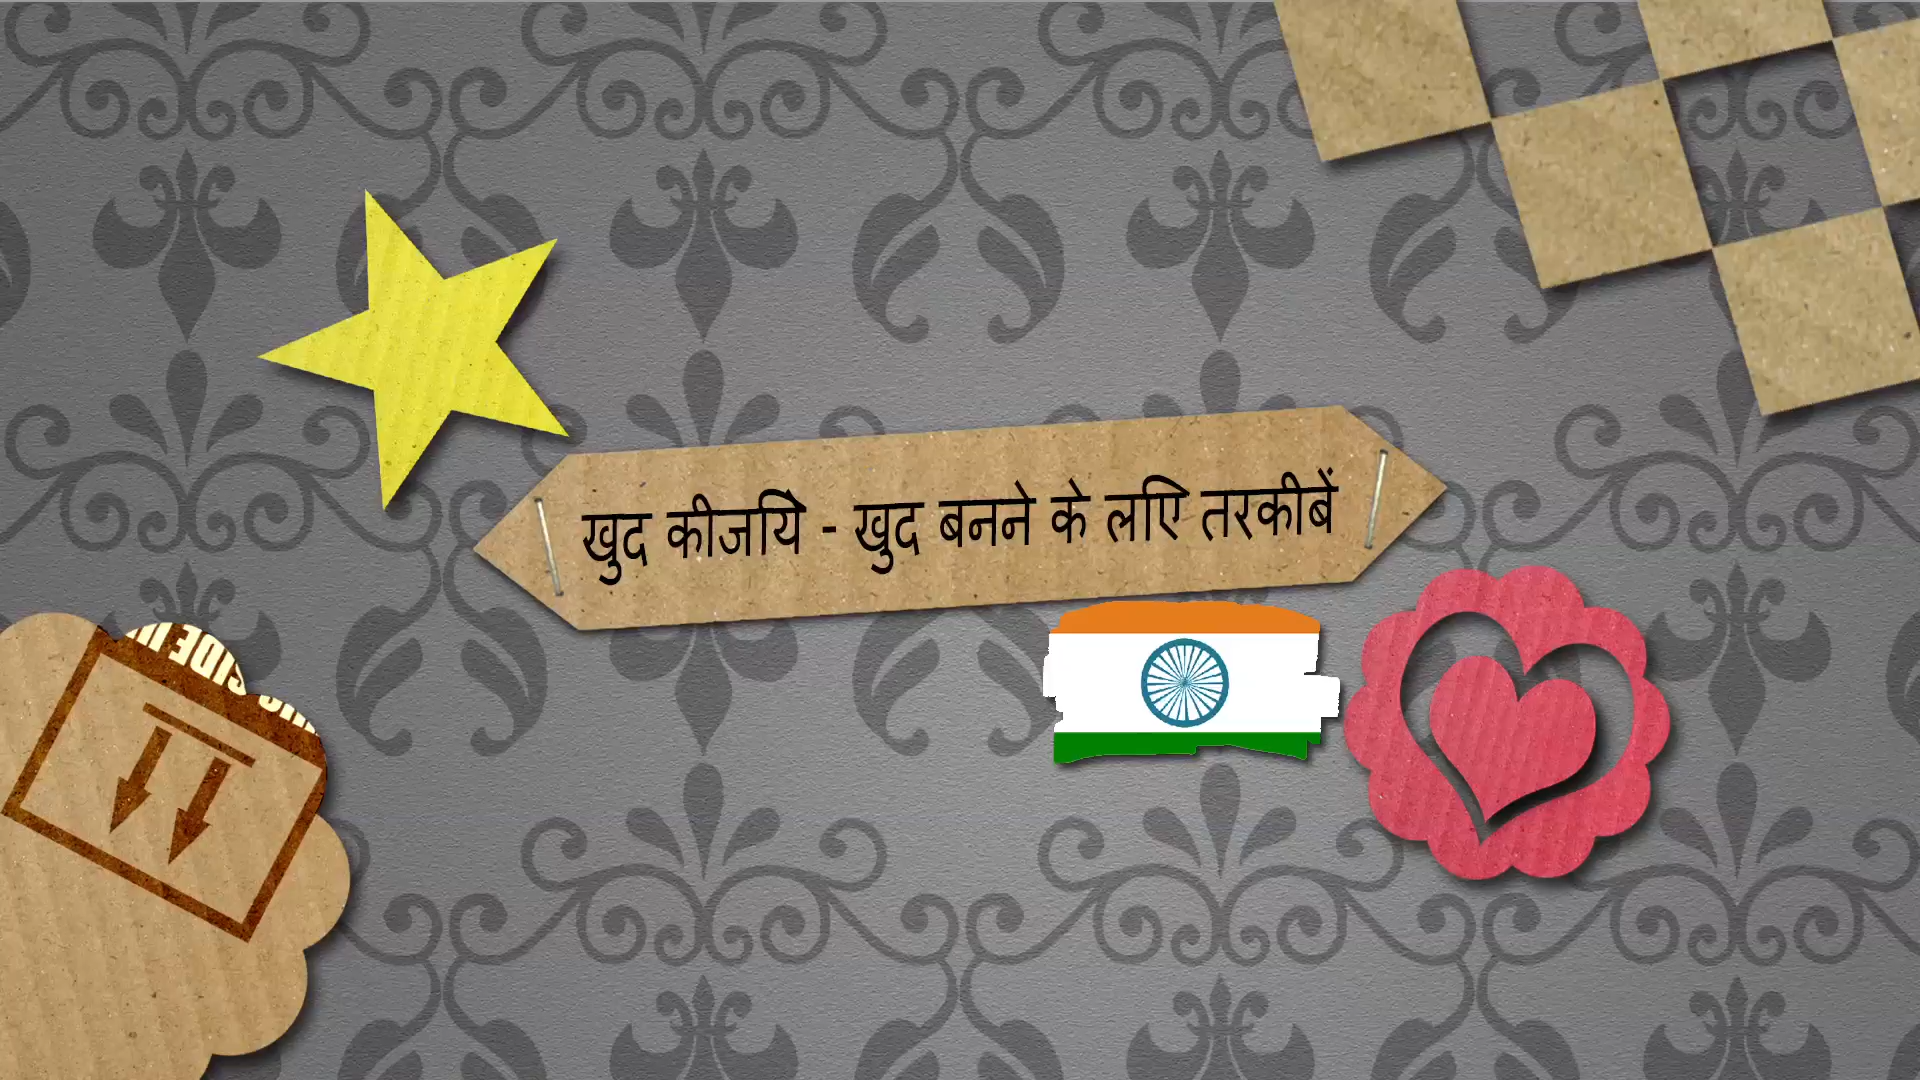 खुद कीजिये - खुद बनने के लिए तरकीबें